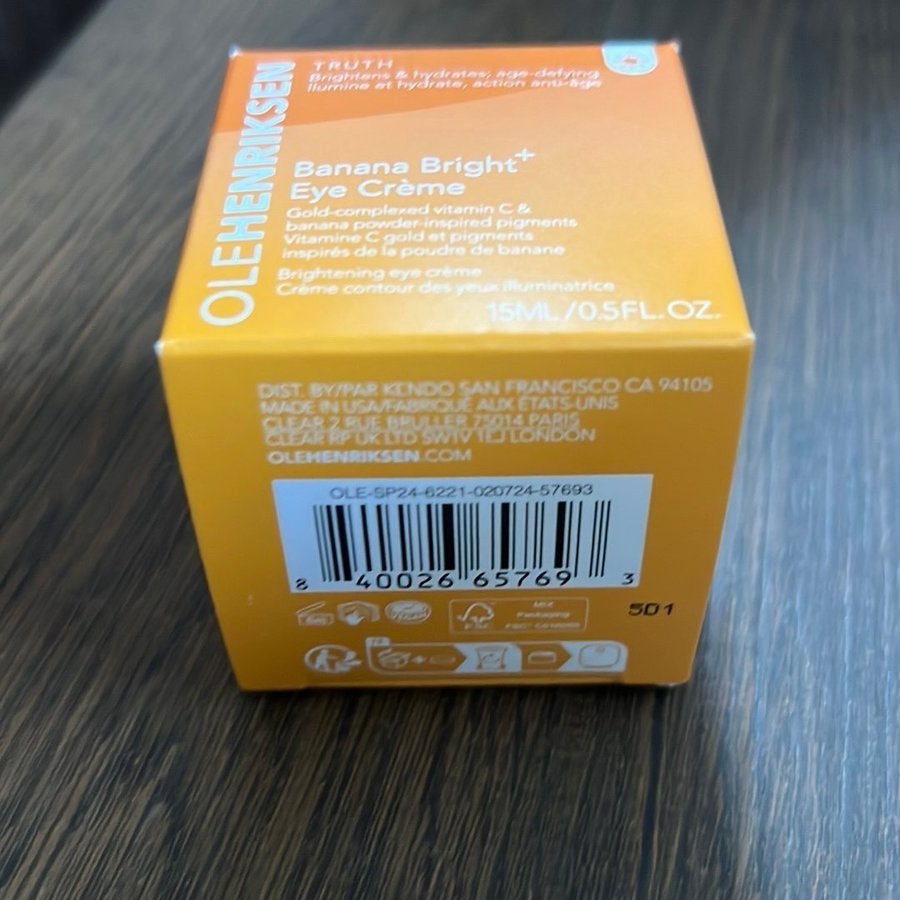 OLEHENRIKSEN
TRUTH
Brightens & hydrates; age-defying
Illumine et hydrate, action anti-âge
Banana Bright+
Eye Crème
Gold-complexed vitamin C &
banana powder-inspired pigments
Vitamine C gold et pigments
inspirés de la poudre de banane
Brightening eye crème
Crème contour des yeux illuminatrice
15ML/0.5FL.OZ.
DIST. BY/PAR KENDO SAN FRANCISCO CA 94105
MADE IN USA/FABRIQUÉ AUX ÉTATS-UNIS
CLEAR 2 RUE BRULLER 75014 PARIS
CLEAR RP UK LTD SW1V 1EJ LONDON
OLEHENRIKSEN.COM
OLE-SP24-6221-020724-57693
8 40026 65769 3
VEGAN
FSC
MIX
Packaging
FSC®
5D1